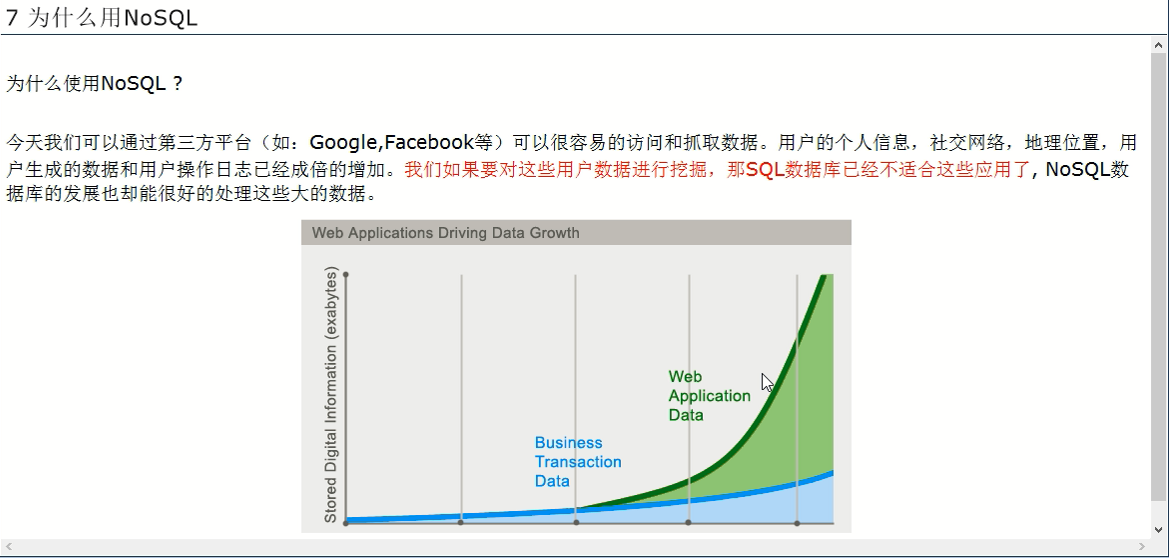 7 为什么用NoSQL
为什么使用NoSQL ?
今天我们可以通过第三方平台（如：Google,Facebook等）可以很容易的访问和抓取数据。用户的个人信息，社交网络，地理位置，用
户生成的数据和用户操作日志已经成倍的增加。我们如果要对这些用户数据进行挖掘，那SQL数据库已经不适合这些应用了, NoSQL数
据库的发展也却能很好的处理这些大的数据。
Web Applications Driving Data Growth
Stored Digital Information (exabytes)
Web
Application
Data
Business
Transaction
Data